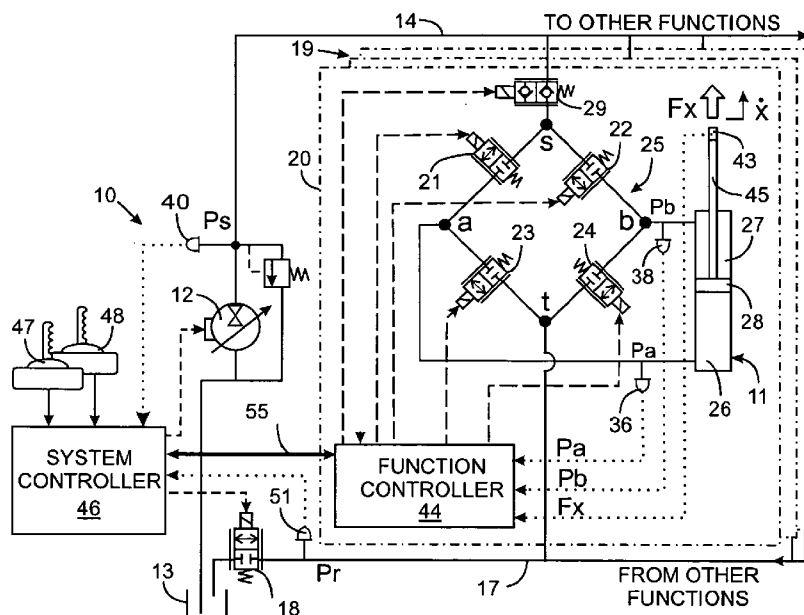 14
TO OTHER FUNCTIONS
19
29
Fx
ẋ
20
s
22
43
21
25
45
10
40
Ps
a
b
Pb
27
24
23
38
12
28
47
48
t
Pa
26
11
36
55
SYSTEM
CONTROLLER
46
FUNCTION
CONTROLLER
44
Pa
Pb
Fx
51
13
18
Pr
17
FROM OTHER
FUNCTIONS